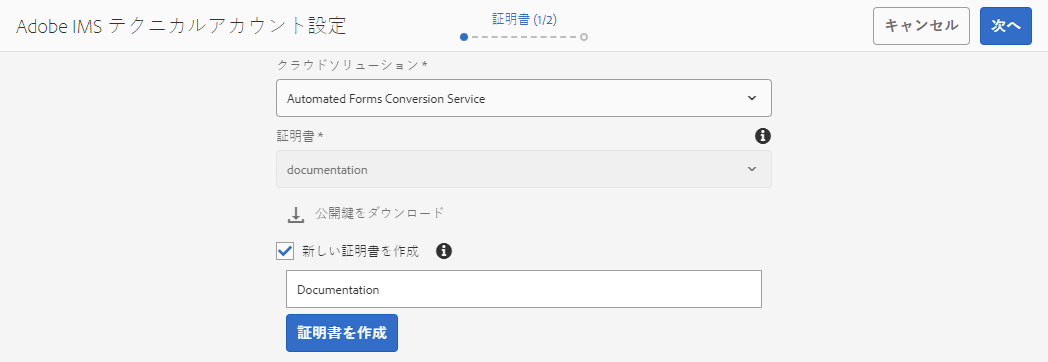 Adobe IMS テクニカルアカウント設定
証明書 (1/2)
キャンセル
次へ
クラウドソリューション *
Automated Forms Conversion Service
証明書 *
documentation
公開鍵をダウンロード
新しい証明書を作成
Documentation
証明書を作成